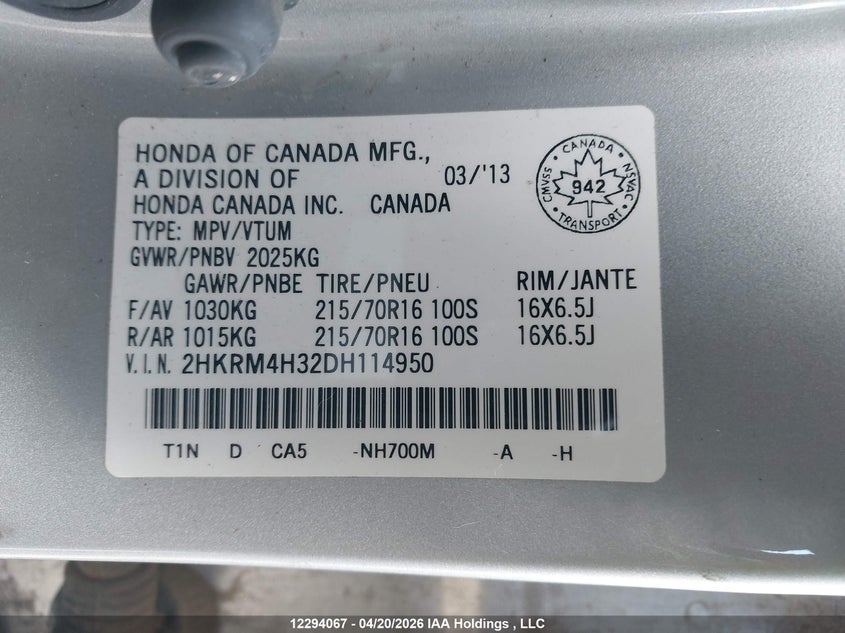 HONDA OF CANADA MFG.,
A DIVISION OF 03/'13
HONDA CANADA INC. CANADA
TYPE: MPV/VTUM
GVWR/PNBV 2025KG
GAWR/PNBE TIRE/PNEU RIM/JANTE
F/AV 1030KG 215/70R16 100S 16X6.5J
R/AR 1015KG 215/70R16 100S 16X6.5J
V.I.N. 2HKRM4H32DH114950
T1N D CA5 -NH700M -A -H
CANADA
CMVSS 942 NSVAC
TRANSPORT
12294067 - 04/20/2026 IAA Holdings , LLC